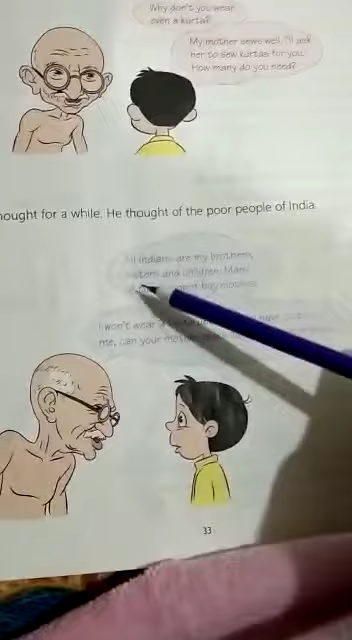 Why don't you wear
even a kurta?
My mother sews well. I'll ask
her to sew kurtas for you.
How many do you need?
hought for a while. He thought of the poor people of India.
All Indians are my brothers,
sisters and children. Many
I won't wear a
me, can your mother
33